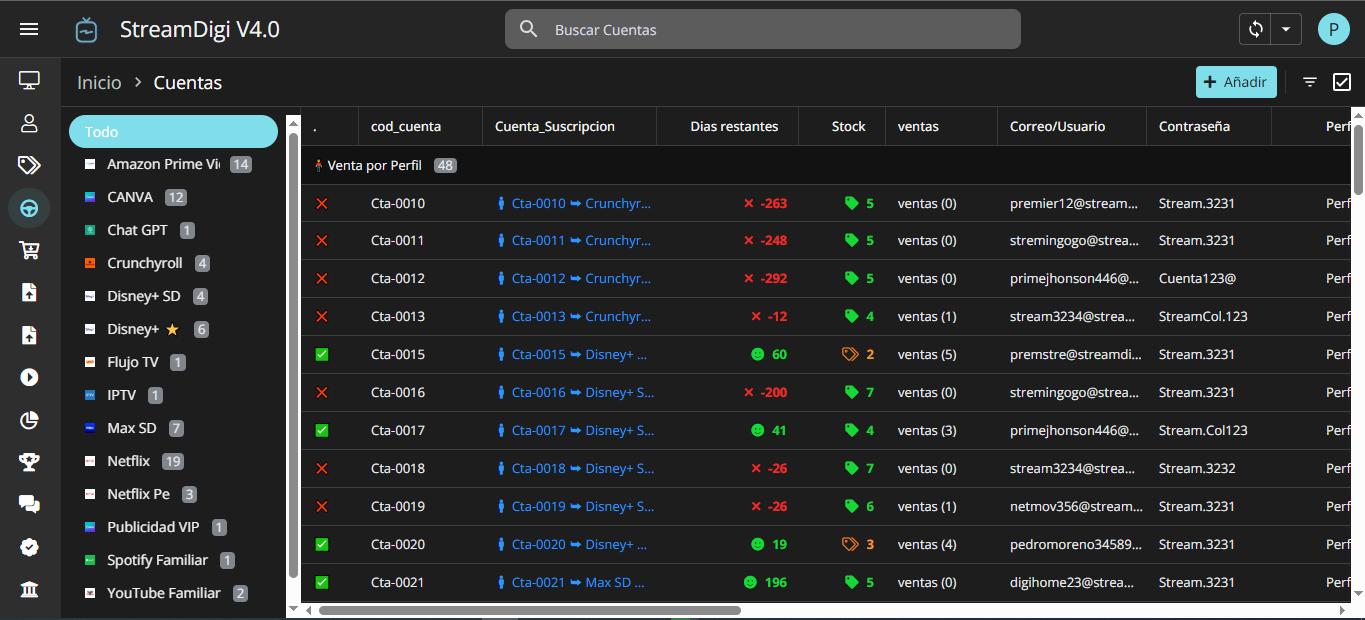 StreamDigi V4.0
Buscar Cuentas
P
Inicio > Cuentas
+ Añadir
Todo
Amazon Prime Vi 14
CANVA 12
Chat GPT 1
Crunchyroll 4
Disney+ SD 4
Disney+ ⭐ 6
Flujo TV 1
IPTV 1
Max SD 7
Netflix 19
Netflix Pe 3
Publicidad VIP 1
Spotify Familiar 1
YouTube Familiar 2
. cod_cuenta Cuenta_Suscripcion Dias restantes Stock ventas Correo/Usuario Contraseña Perf
Venta por Perfil 48
Cta-0010 Cta-0010 ➥ Crunchyr... -263 5 ventas (0) premier12@stream... Stream.3231 Perf
Cta-0011 Cta-0011 ➥ Crunchyr... -248 5 ventas (0) stremingogo@strea... Stream.3231 Perf
Cta-0012 Cta-0012 ➥ Crunchyr... -292 5 ventas (0) primejhonson446@... Cuenta123@ Perf
Cta-0013 Cta-0013 ➥ Crunchyr... -12 4 ventas (1) stream3234@strea... StreamCol.123 Perf
Cta-0015 Cta-0015 ➥ Disney+ ... 60 2 ventas (5) premstre@streamdi... Stream.3231 Perf
Cta-0016 Cta-0016 ➥ Disney+ S... -200 7 ventas (0) stremingogo@strea... Stream.3231 Perf
Cta-0017 Cta-0017 ➥ Disney+ S... 41 4 ventas (3) primejhonson446@... Stream.Col123 Perf
Cta-0018 Cta-0018 ➥ Disney+ S... -26 7 ventas (0) stream3234@strea... Stream.3232 Perf
Cta-0019 Cta-0019 ➥ Disney+ S... -26 6 ventas (1) netmov356@stream... Stream.3231 Perf
Cta-0020 Cta-0020 ➥ Disney+ ... 19 3 ventas (4) pedromoreno34589... Stream.3231 Perf
Cta-0021 Cta-0021 ➥ Max SD ... 196 5 ventas (0) digihome23@strea... Stream.3231 Perf